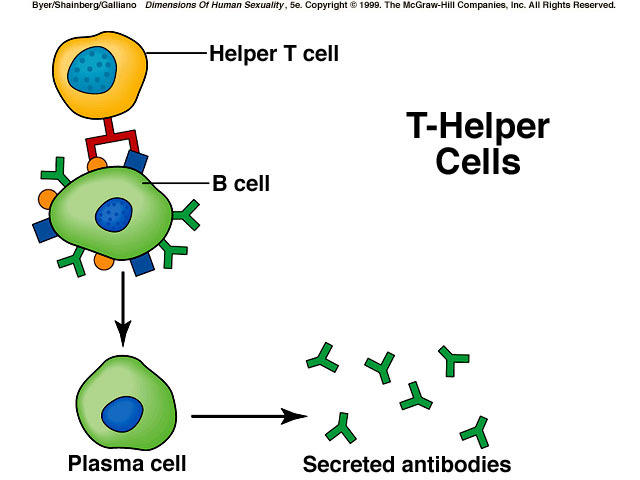 Byer/Shainberg/Galliano Dimensions Of Human Sexuality, 5e. Copyright © 1999. The McGraw-Hill Companies, Inc. All Rights Reserved.
Helper T cell
T-Helper
Cells
B cell
Plasma cell
Secreted antibodies